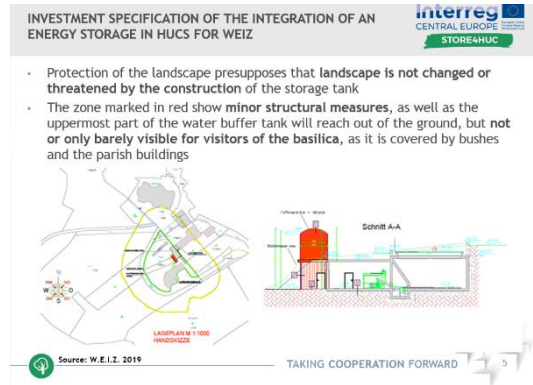 INVESTMENT SPECIFICATION OF THE INTEGRATION OF AN
ENERGY STORAGE IN HUCS FOR WEIZ
Interreg
CENTRAL EUROPE
STORE4HUC
• Protection of the landscape presupposes that landscape is not changed or
threatened by the construction of the storage tank
• The zone marked in red show minor structural measures, as well as the
uppermost part of the water buffer tank will reach out of the ground, but not
or only barely visible for visitors of the basilica, as it is covered by bushes
and the parish buildings
Schnitt A-A
N
W
O
S
LAGEPLAN M 1:1000
HANDSKIZZE
Source: W.E.I.Z. 2019
TAKING COOPERATION FORWARD
5